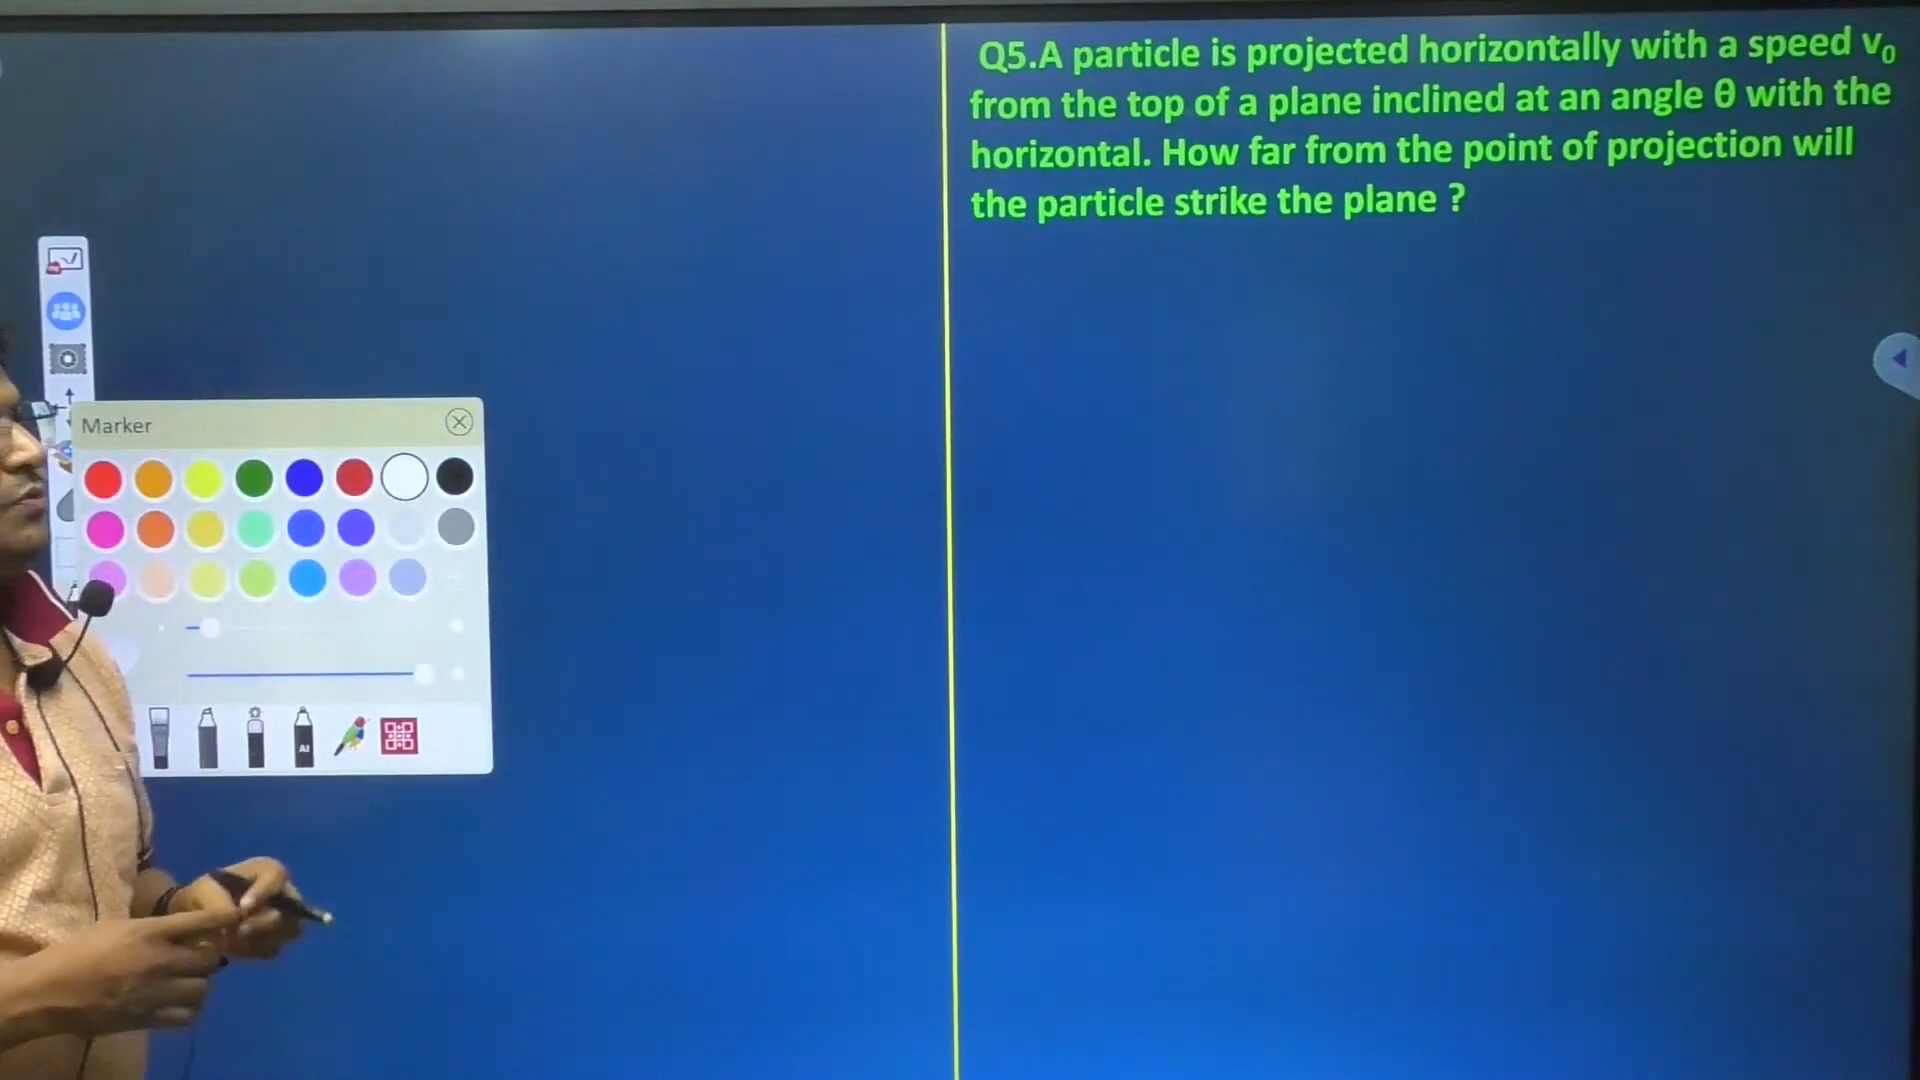 Q5.A particle is projected horizontally with a speed v₀
from the top of a plane inclined at an angle θ with the
horizontal. How far from the point of projection will
the particle strike the plane ?
Marker
AI